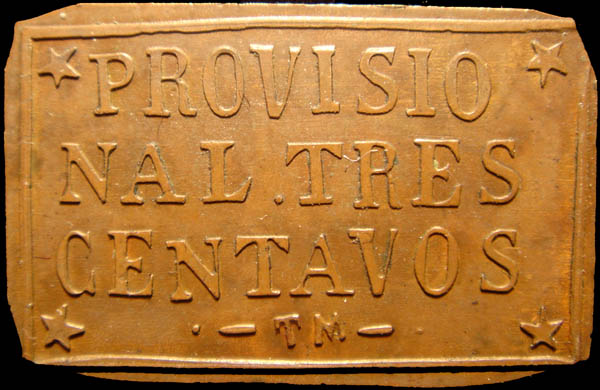 PROVISIO
NAL.TRES
CENTAVOS
·—TM—